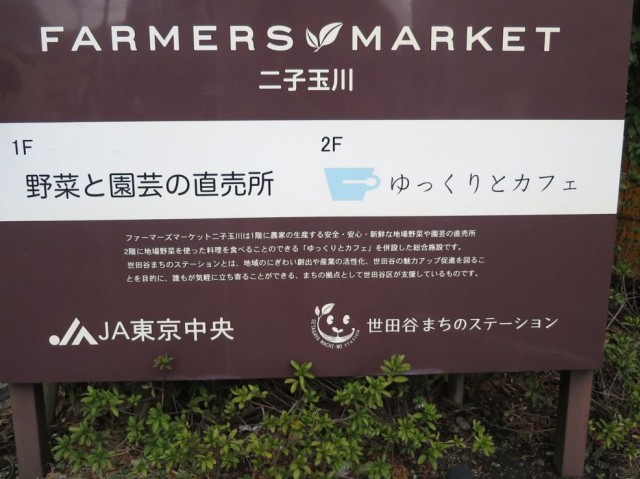 FARMERS MARKET
二子玉川
1F
野菜と園芸の直売所
2F
ゆっくりとカフェ
ファーマーズマーケット二子玉川は1階に農家の生産する安全・安心・新鮮な地場野菜や園芸の直売所
2階に地場野菜を使った料理を食べることのできる「ゆっくりとカフェ」を併設した総合施設です。
世田谷まちのステーションとは、地域のにぎわい創出や産業の活性化、世田谷の魅力アップ促進を図るこ
とを目的に、誰もが気軽に立ち寄ることができる、まちの拠点として世田谷区が支援しているものです。
JA東京中央
SETAGAYA MACHI-NO STATION
世田谷まちのステーション